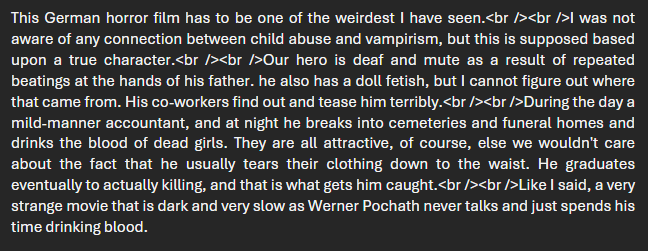 This German horror film has to be one of the weirdest I have seen.<br /><br />I was not
aware of any connection between child abuse and vampirism, but this is supposed based
upon a true character.<br /><br />Our hero is deaf and mute as a result of repeated
beatings at the hands of his father. he also has a doll fetish, but I cannot figure out where
that came from. His co-workers find out and tease him terribly.<br /><br />During the day a
mild-manner accountant, and at night he breaks into cemeteries and funeral homes and
drinks the blood of dead girls. They are all attractive, of course, else we wouldn't care
about the fact that he usually tears their clothing down to the waist. He graduates
eventually to actually killing, and that is what gets him caught.<br /><br />Like I said, a very
strange movie that is dark and very slow as Werner Pochath never talks and just spends his
time drinking blood.